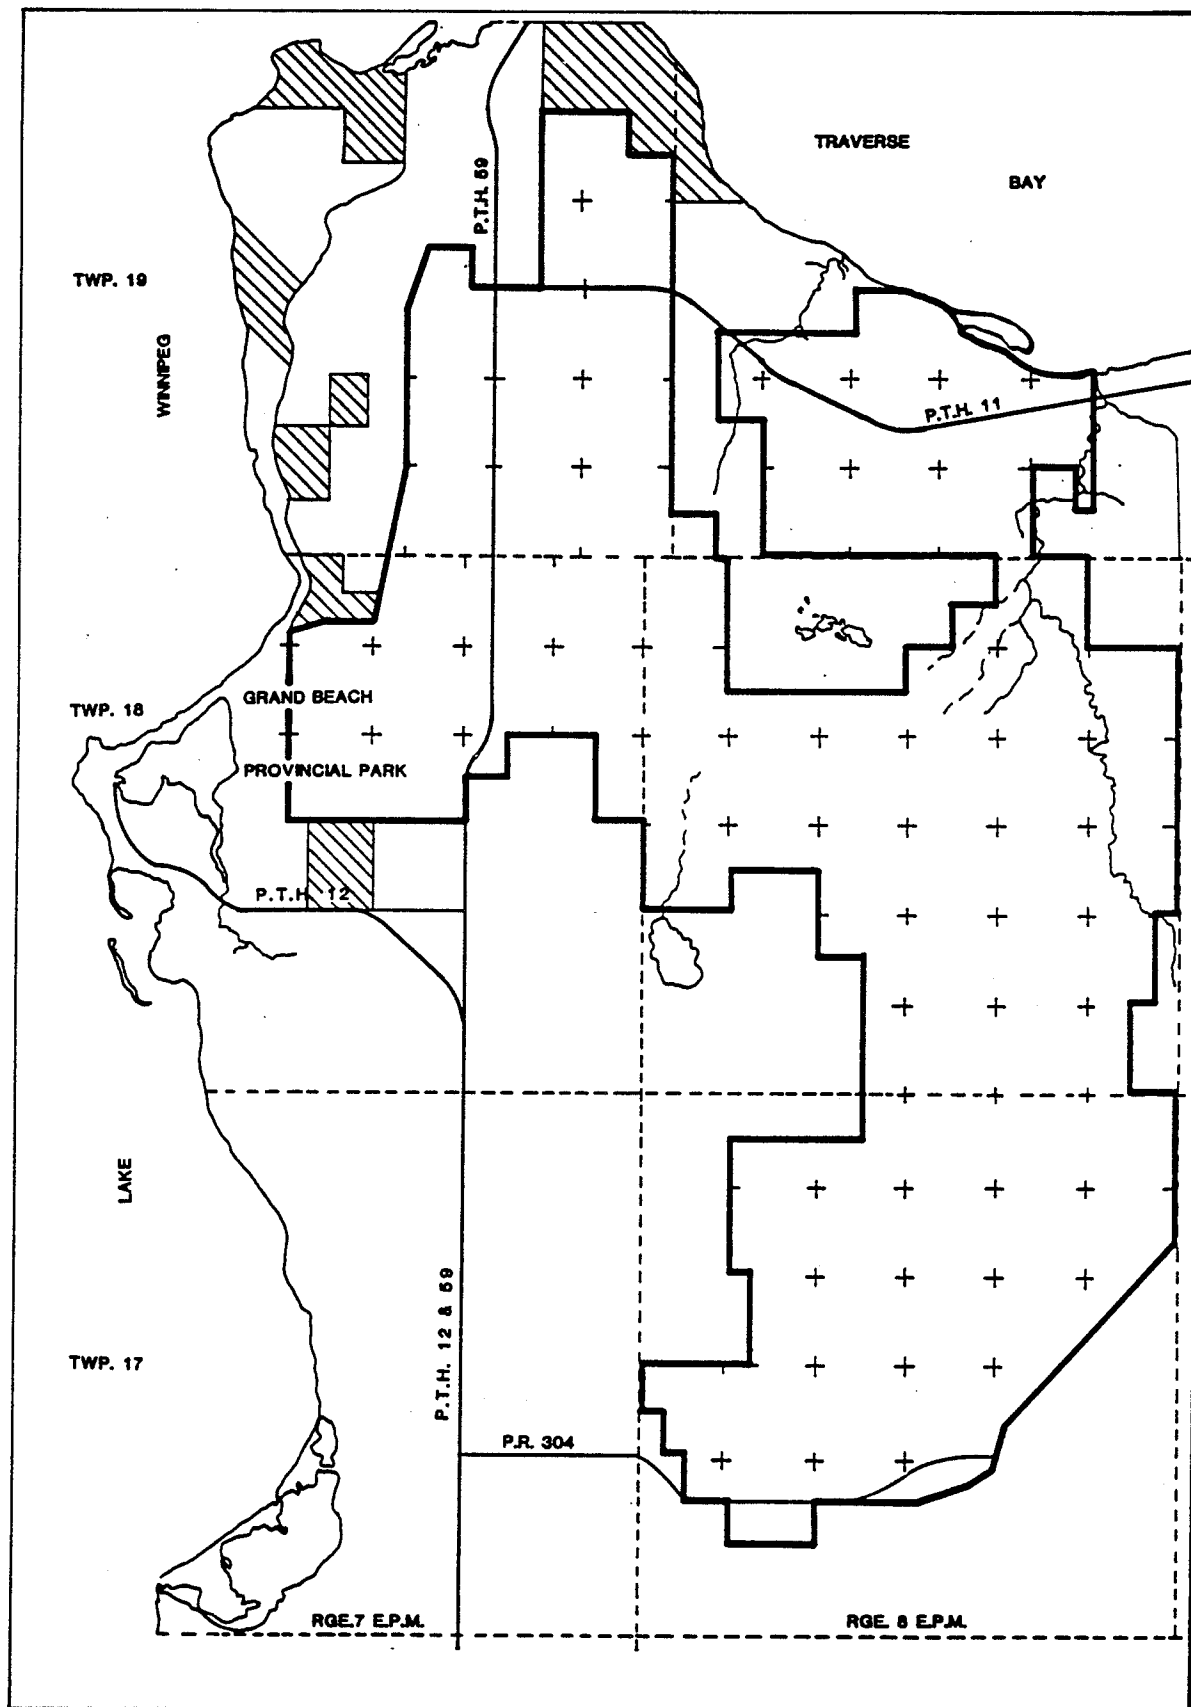 TRAVERSE
BAY
P.T.H. 59
TWP. 19
WINNIPEG
P.T.H. 11
GRAND BEACH
TWP. 18
PROVINCIAL PARK
P.T.H. 12
LAKE
P.T.H. 12 & 59
TWP. 17
P.R. 304
RGE.7 E.P.M.
RGE. 8 E.P.M.